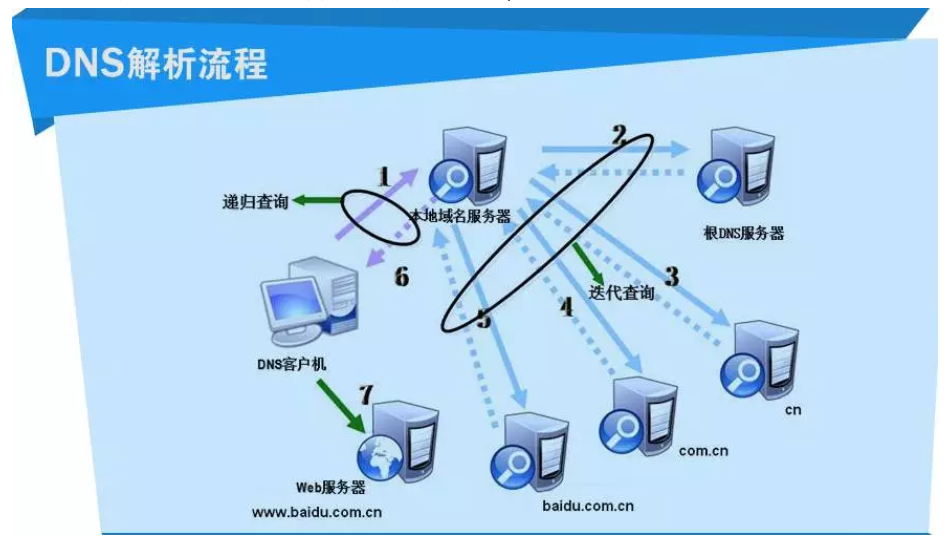 DNS解析流程
1
2
递归查询
本地域名服务器
根DNS服务器
6
3
迭代查询
4
5
DNS客户机
7
cn
com.cn
Web服务器
www.baidu.com.cn
baidu.com.cn